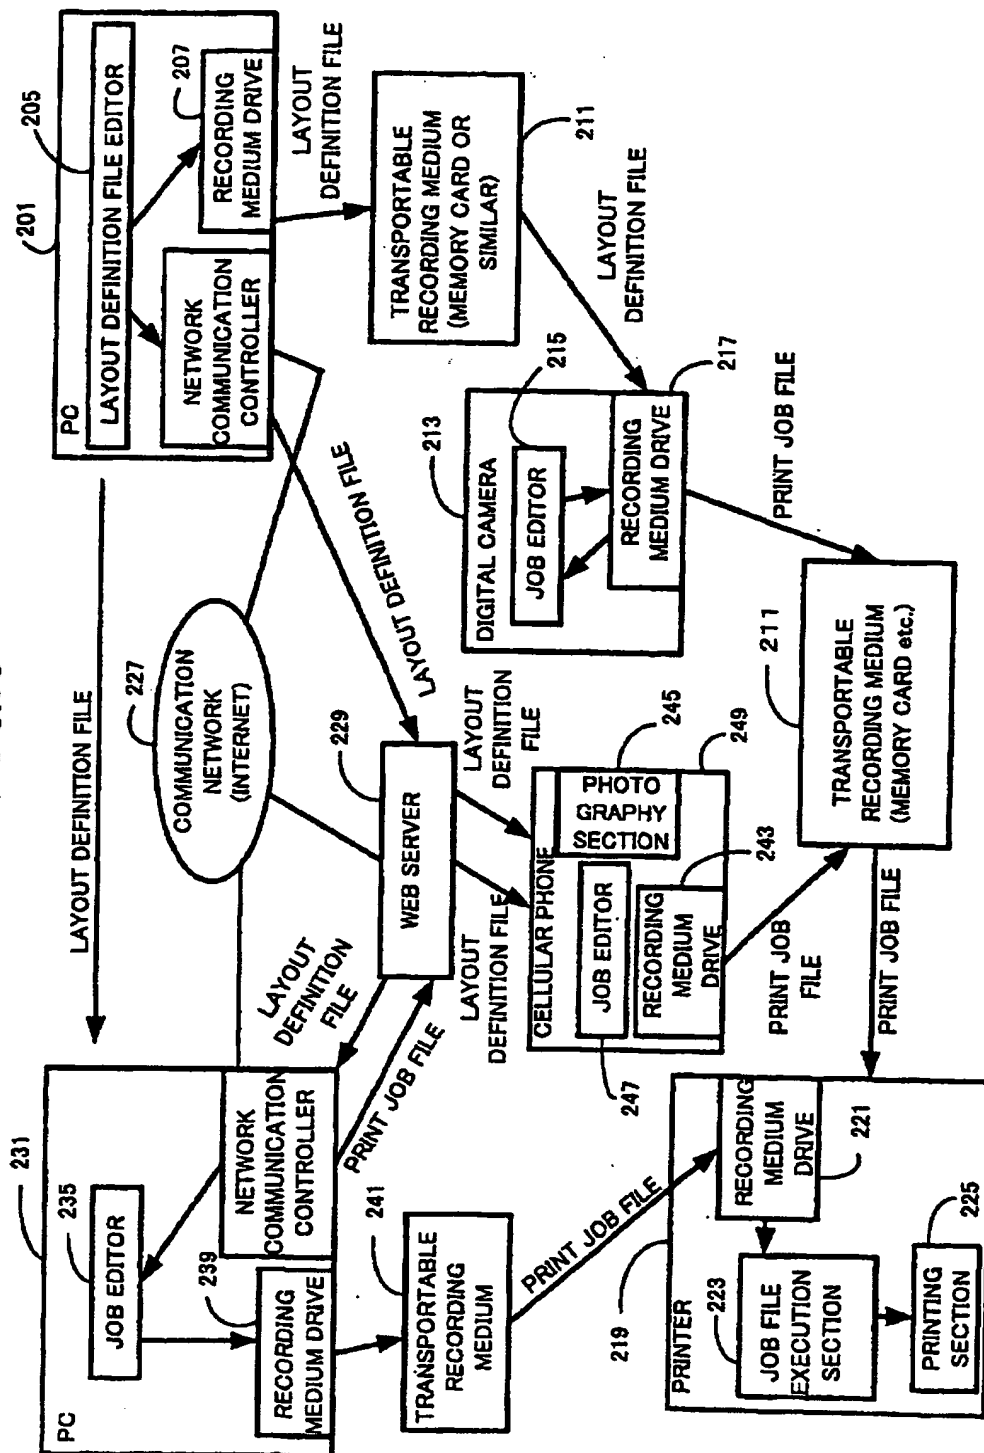 201
205
PC
LAYOUT DEFINITION FILE EDITOR
207
NETWORK
COMMUNICATION
CONTROLLER
RECORDING
MEDIUM DRIVE
LAYOUT
DEFINITION FILE
LAYOUT DEFINITION FILE
227
COMMUNICATION
NETWORK
(INTERNET)
LAYOUT DEFINITION FILE
TRANSPORTABLE
RECORDING MEDIUM
(MEMORY CARD OR
SIMILAR)
211
LAYOUT
DEFINITION FILE
229
WEB SERVER
213
DIGITAL CAMERA
215
JOB EDITOR
217
RECORDING
MEDIUM DRIVE
PRINT JOB FILE
231
PC
235
JOB EDITOR
239
RECORDING
MEDIUM DRIVE
NETWORK
COMMUNICATION
CONTROLLER
LAYOUT
DEFINITION
FILE
PRINT JOB FILE
LAYOUT
DEFINITION FILE
LAYOUT
DEFINITION
FILE
CELLULAR PHONE
245
PHOTO
GRAPHY
SECTION
249
JOB EDITOR
247
243
RECORDING
MEDIUM
DRIVE
PRINT JOB
FILE
211
TRANSPORTABLE
RECORDING MEDIUM
(MEMORY CARD etc.)
PRINT JOB FILE
241
TRANSPORTABLE
RECORDING
MEDIUM
PRINT JOB FILE
219
PRINTER
RECORDING
MEDIUM
DRIVE
221
223
JOB FILE
EXECUTION
SECTION
225
PRINTING
SECTION